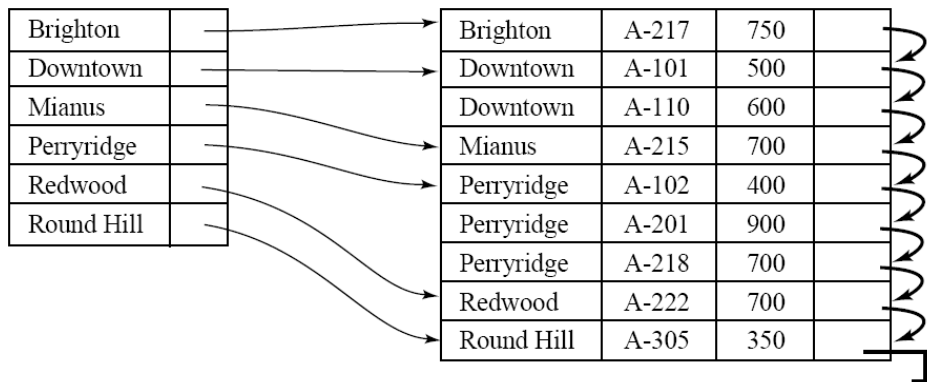 Brighton
Downtown
Mianus
Perryridge
Redwood
Round Hill
Brighton A-217 750
Downtown A-101 500
Downtown A-110 600
Mianus A-215 700
Perryridge A-102 400
Perryridge A-201 900
Perryridge A-218 700
Redwood A-222 700
Round Hill A-305 350